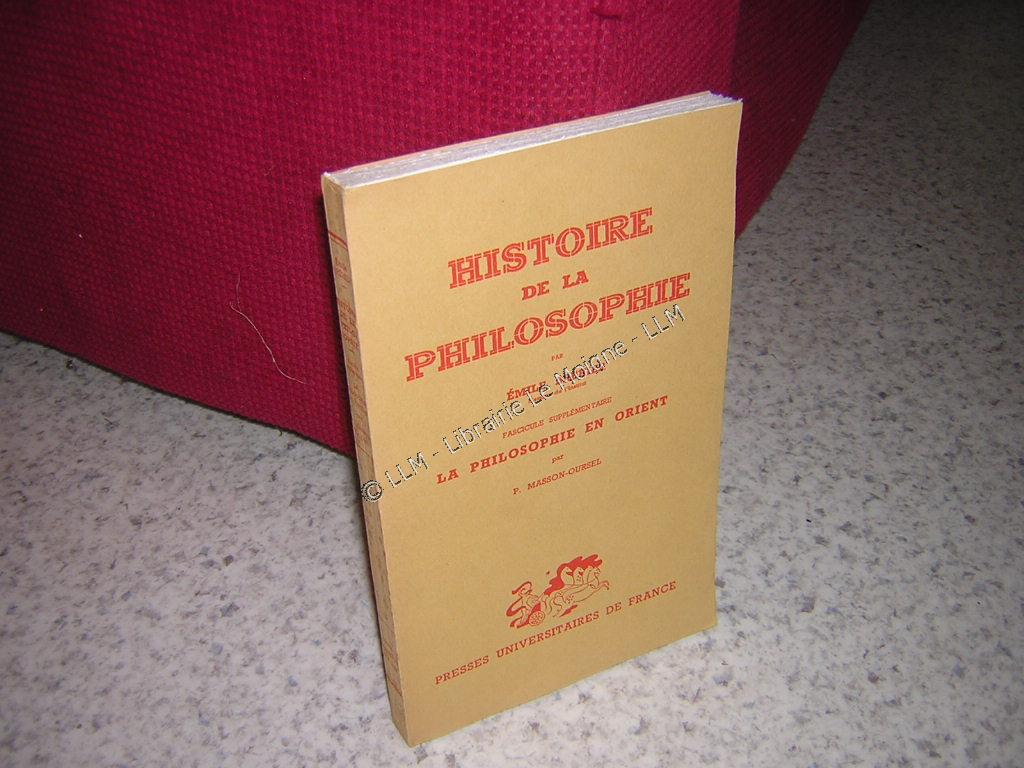 HISTOIRE
DE LA
PHILOSOPHIE
PAR
ÉMILE
FASCICULE SUPPLÉMENTAIRE
LA PHILOSOPHIE EN ORIENT
par
P. MASSON-OURSEL
PRESSES UNIVERSITAIRES DE FRANCE
© LLM - Librairie Le Moigne - LLM